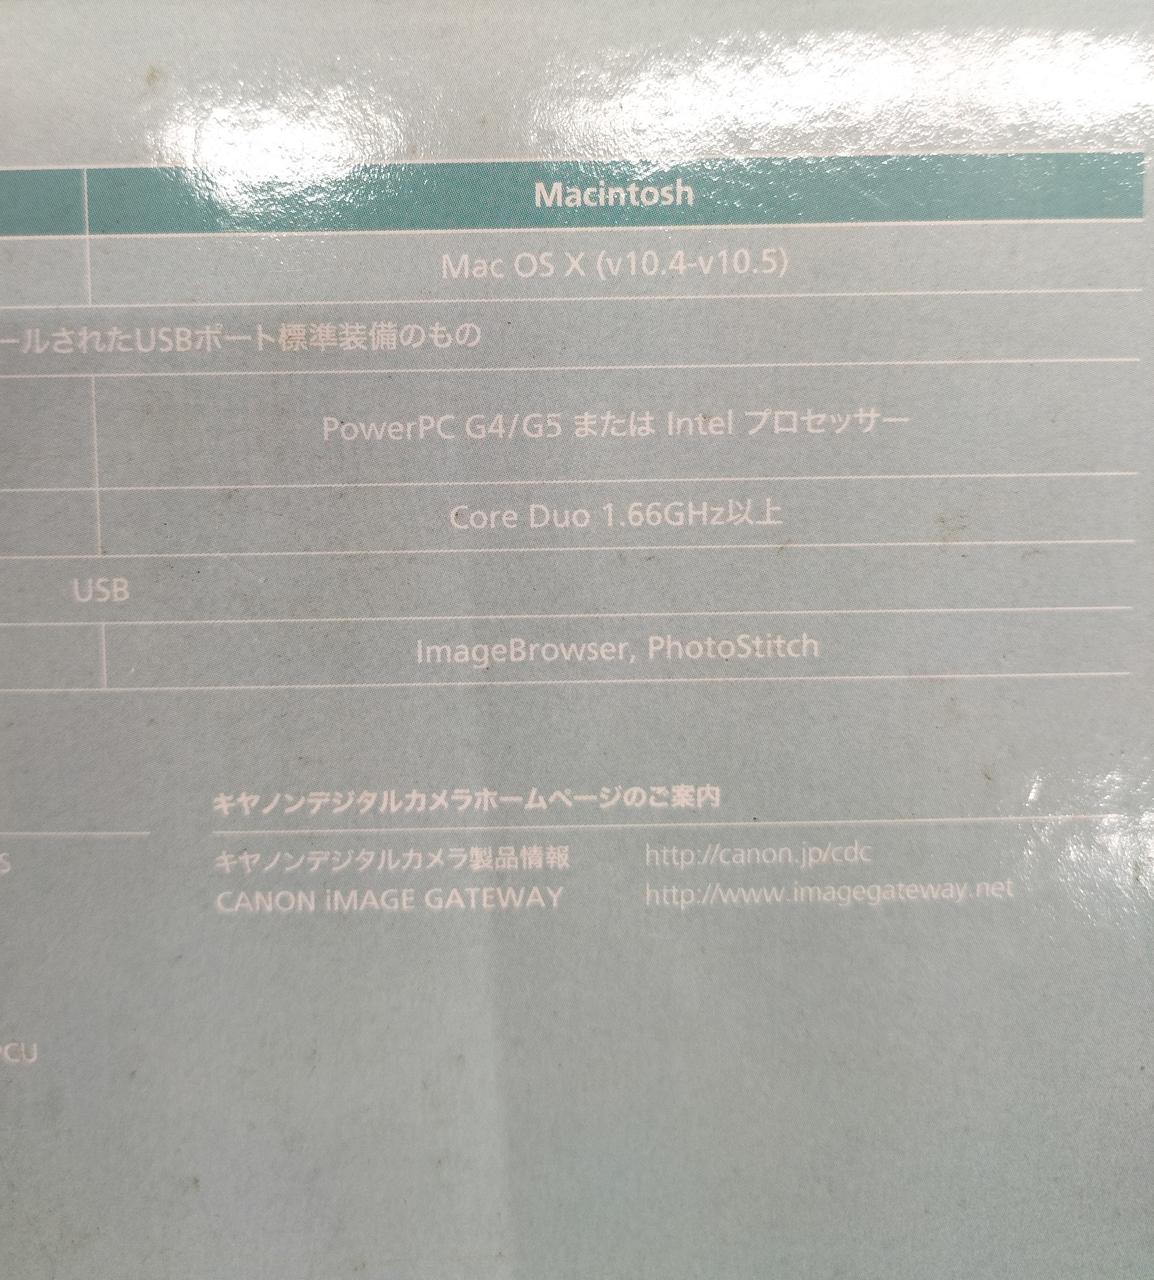 Macintosh
Mac OS X (v10.4-v10.5)
ールされたUSBポート標準装備のもの
PowerPC G4/G5 または Intel プロセッサー
Core Duo 1.66GHz以上
USB
ImageBrowser, PhotoStitch
キヤノンデジタルカメラホームページのご案内
S
キヤノンデジタルカメラ製品情報 http://canon.jp/cdc
CANON iMAGE GATEWAY http://www.imagegateway.net
CU